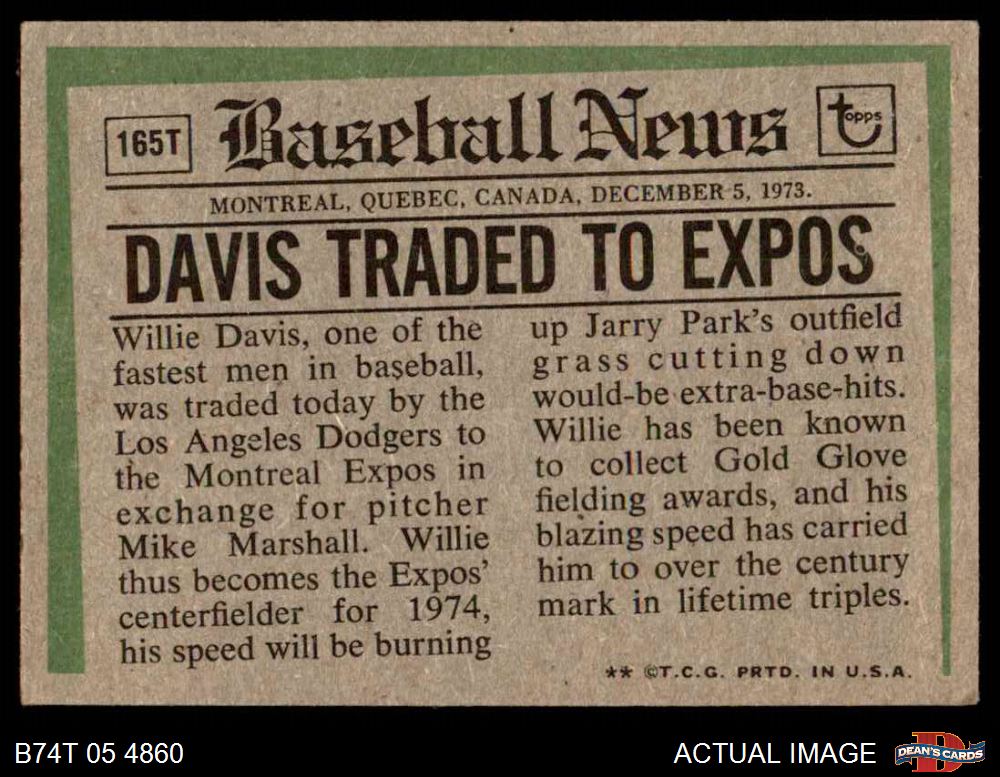 165T
Baseball News
topps
MONTREAL, QUEBEC, CANADA, DECEMBER 5, 1973.
DAVIS TRADED TO EXPOS
Willie Davis, one of the
fastest men in baseball,
was traded today by the
Los Angeles Dodgers to
the Montreal Expos in
exchange for pitcher
Mike Marshall. Willie
thus becomes the Expos'
centerfielder for 1974,
his speed will be burning
up Jarry Park's outfield
grass cutting down
would-be extra-base-hits.
Willie has been known
to collect Gold Glove
fielding awards, and his
blazing speed has carried
him to over the century
mark in lifetime triples.
** ©T.C.G. PRTD. IN U.S.A.
B74T 05 4860
ACTUAL IMAGE
D
DEAN'S CARDS